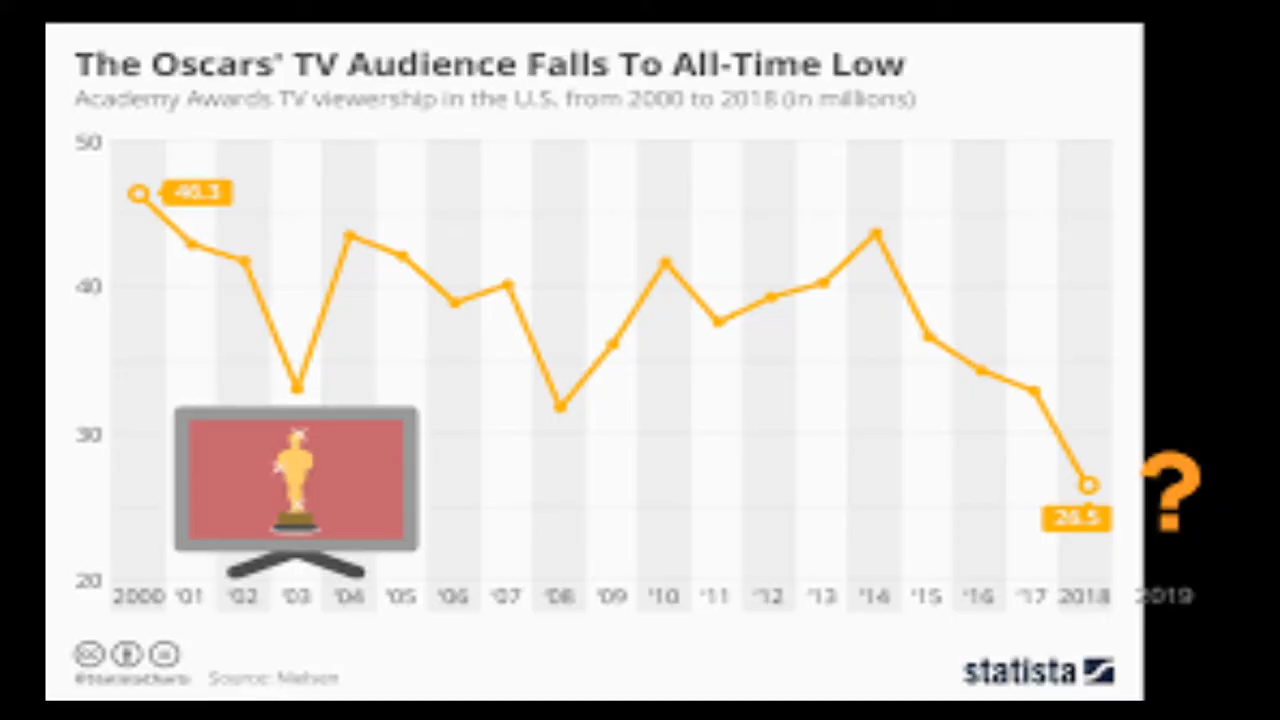 The Oscars' TV Audience Falls To All-Time Low
Academy Awards TV viewership in the U.S. from 2000 to 2018 (in millions)
50
46.3
40
30
26.5
?
20
2000 '01 '02 '03 '04 '05 '06 '07 '08 '09 '10 '11 '12 '13 '14 '15 '16 '17 2018 2019
@StatistaCharts Source: Nielsen
statista